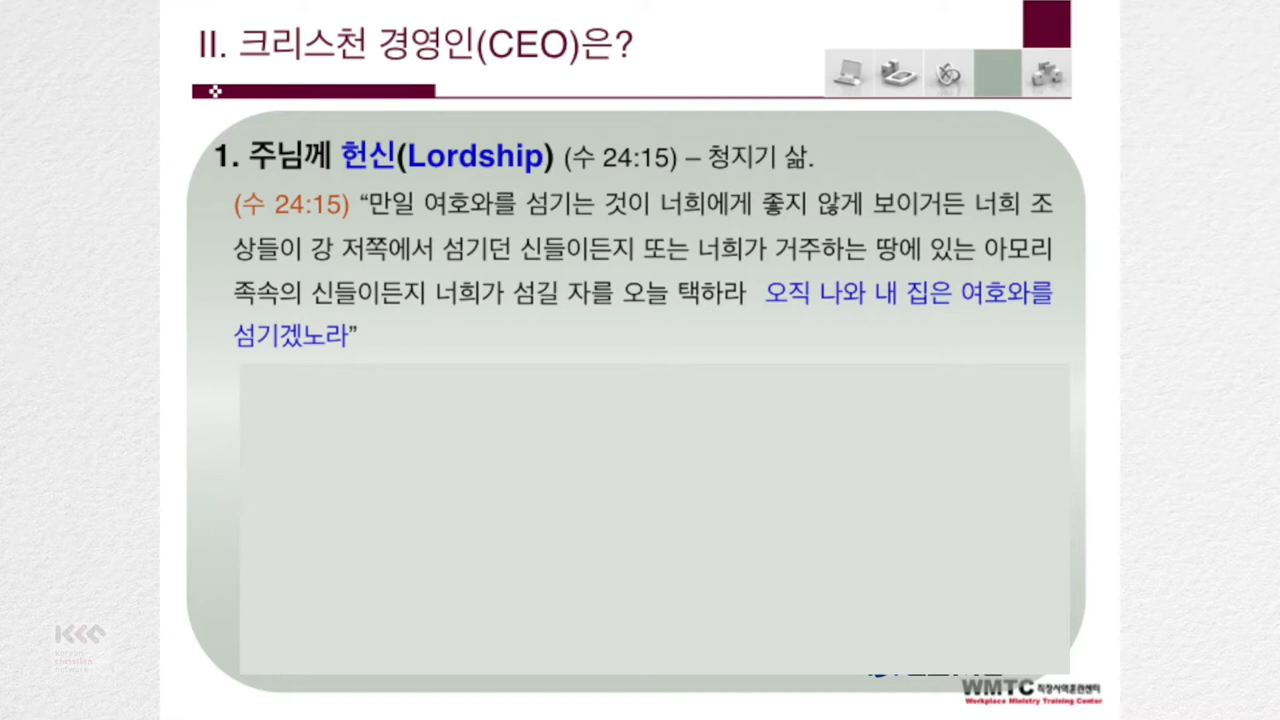 II. 크리스천 경영인(CEO)은?
1. 주님께 헌신(Lordship) (수 24:15) – 청지기 삶.
(수 24:15) “만일 여호와를 섬기는 것이 너희에게 좋지 않게 보이거든 너희 조
상들이 강 저쪽에서 섬기던 신들이든지 또는 너희가 거주하는 땅에 있는 아모리
족속의 신들이든지 너희가 섬길 자를 오늘 택하라 오직 나와 내 집은 여호와를
섬기겠노라”
korean
christian
network
WMTC 직장사역훈련센터
Workplace Ministry Training Center